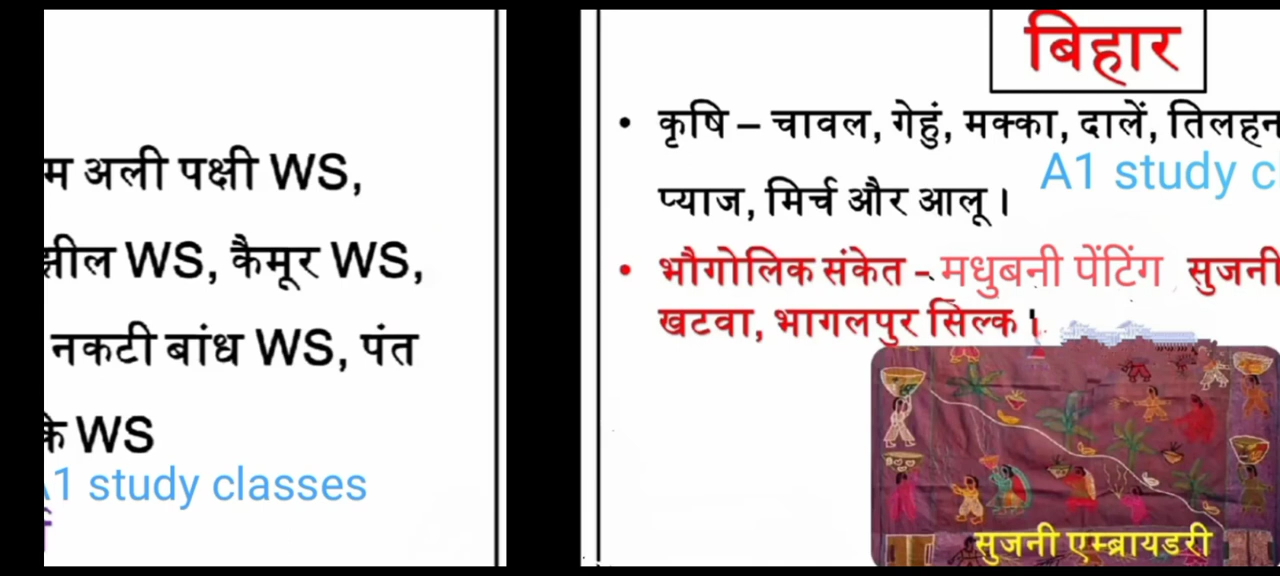 अली पक्षी WS,
WS, कैमूर WS,
नकटी बांध WS, पंत
WS
1 study classes
बिहार
• कृषि – चावल, गेहूं, मक्का, दालें, तिलहन
A1 study c
प्याज, मिर्च और आलू।
• भौगोलिक संकेत - मधुबनी पेंटिंग सुजनी
खटवा, भागलपुर सिल्क।
सुजनी एम्ब्रायडरी